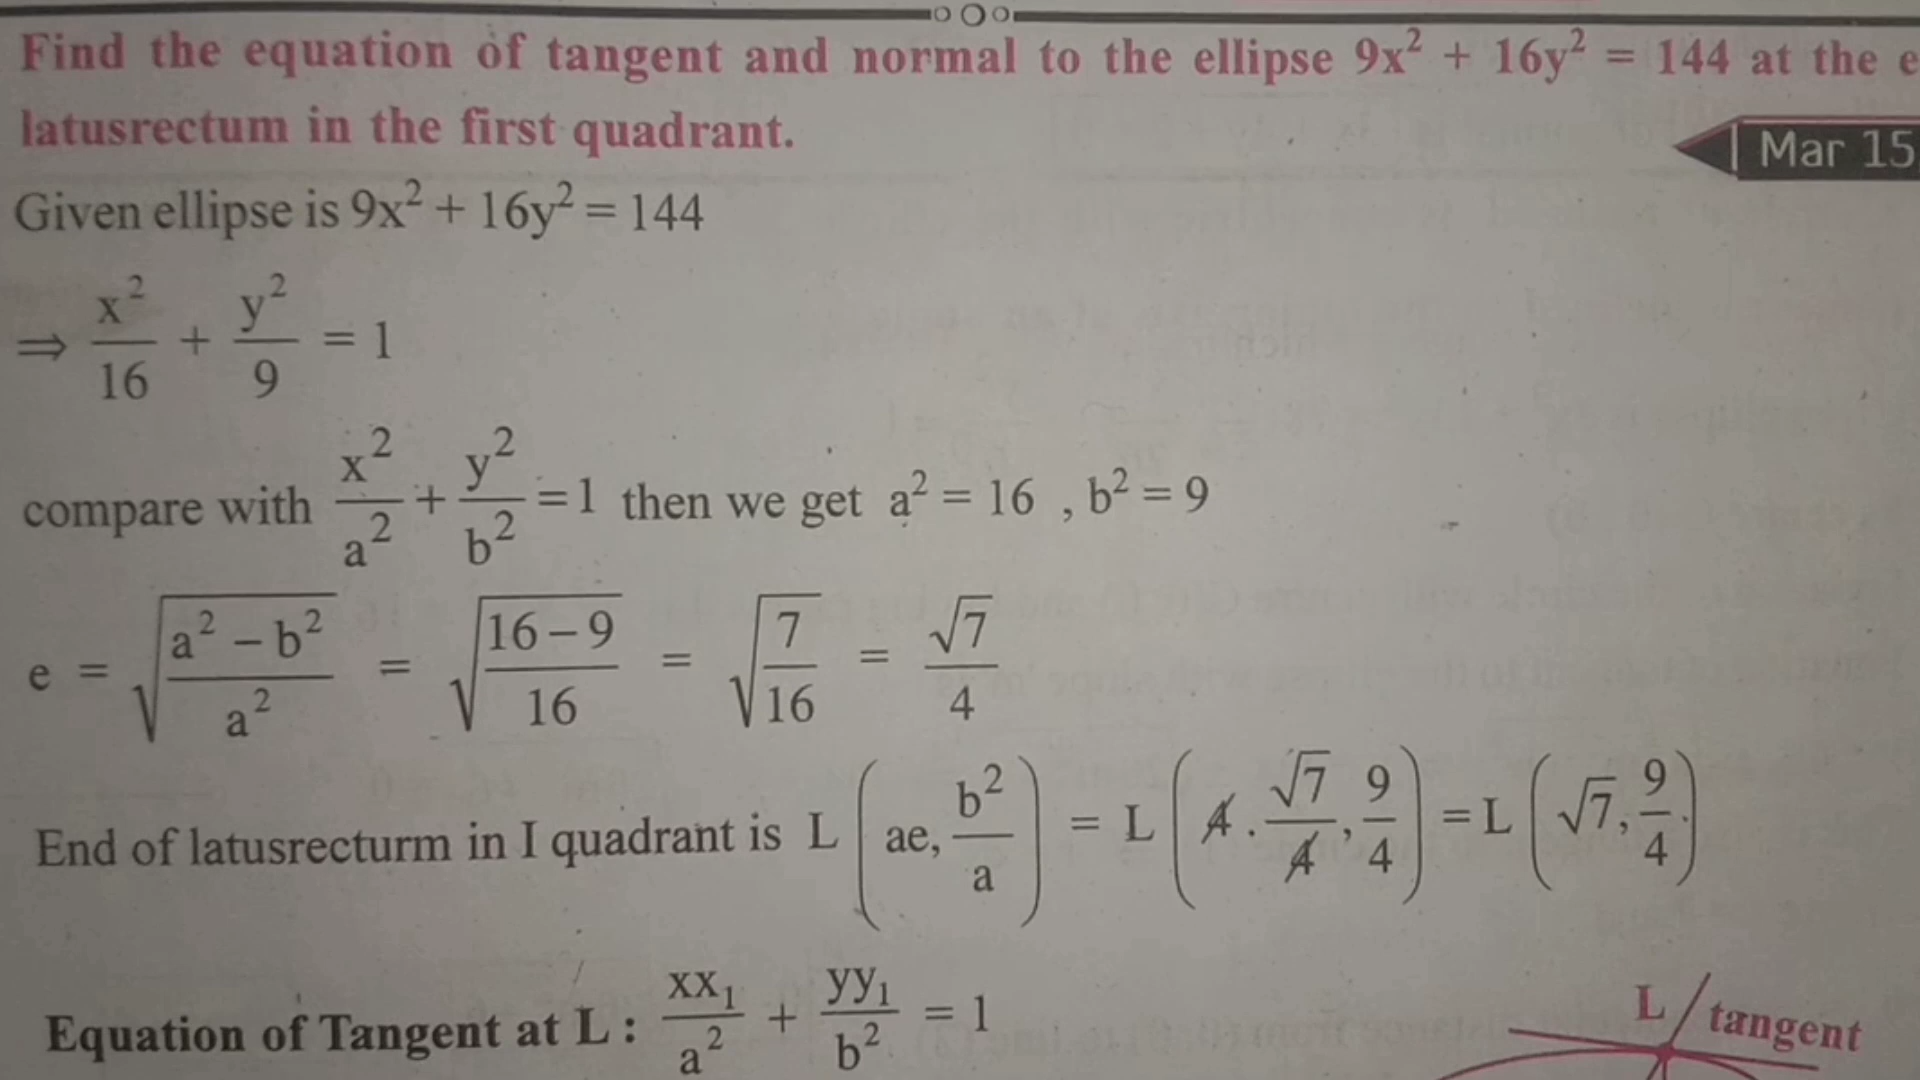 Find the equation of tangent and normal to the ellipse 9x² + 16y² = 144 at the e
latusrectum in the first quadrant.
Mar 15
Given ellipse is 9x² + 16y² = 144
⇒ x²/16 + y²/9 = 1
compare with x²/a² + y²/b² = 1 then we get a² = 16 , b² = 9
e = √((a² – b²)/a²) = √((16 – 9)/16) = √(7/16) = √7/4
End of latusrecturm in I quadrant is L (ae, b²/a) = L (4 . √7/4, 9/4) = L (√7, 9/4)
Equation of Tangent at L : xx₁/a² + yy₁/b² = 1
L
tangent